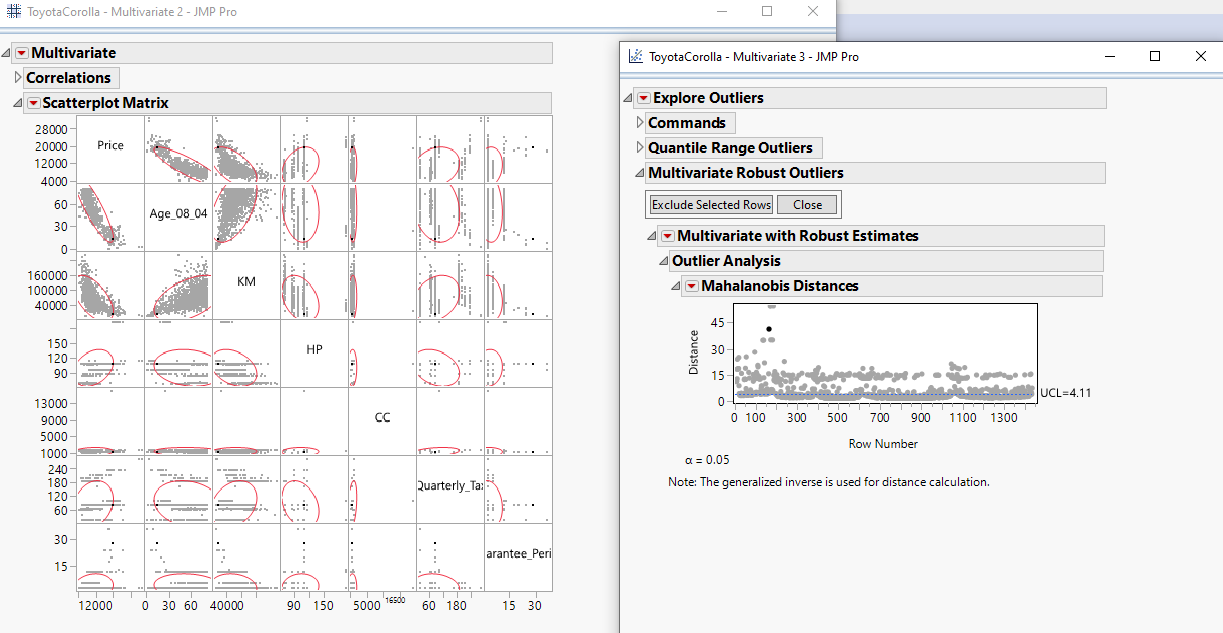 ToyotaCorolla - Multivariate 2 - JMP Pro
Multivariate
Correlations
Scatterplot Matrix
28000
20000
12000
4000
Price
60
30
0
Age_08_04
160000
100000
40000
KM
150
120
90
HP
13000
9000
5000
1000
CC
240
180
120
60
Quarterly_Ta
30
15
arantee_Peri
12000
0 30 60
40000
90 150
5000 16500
60 180
15 30
ToyotaCorolla - Multivariate 3 - JMP Pro
Explore Outliers
Commands
Quantile Range Outliers
Multivariate Robust Outliers
Exclude Selected Rows Close
Multivariate with Robust Estimates
Outlier Analysis
Mahalanobis Distances
Distance
45
30
15
0
UCL=4.11
0 100 300 500 700 900 1100 1300
Row Number
α = 0.05
Note: The generalized inverse is used for distance calculation.